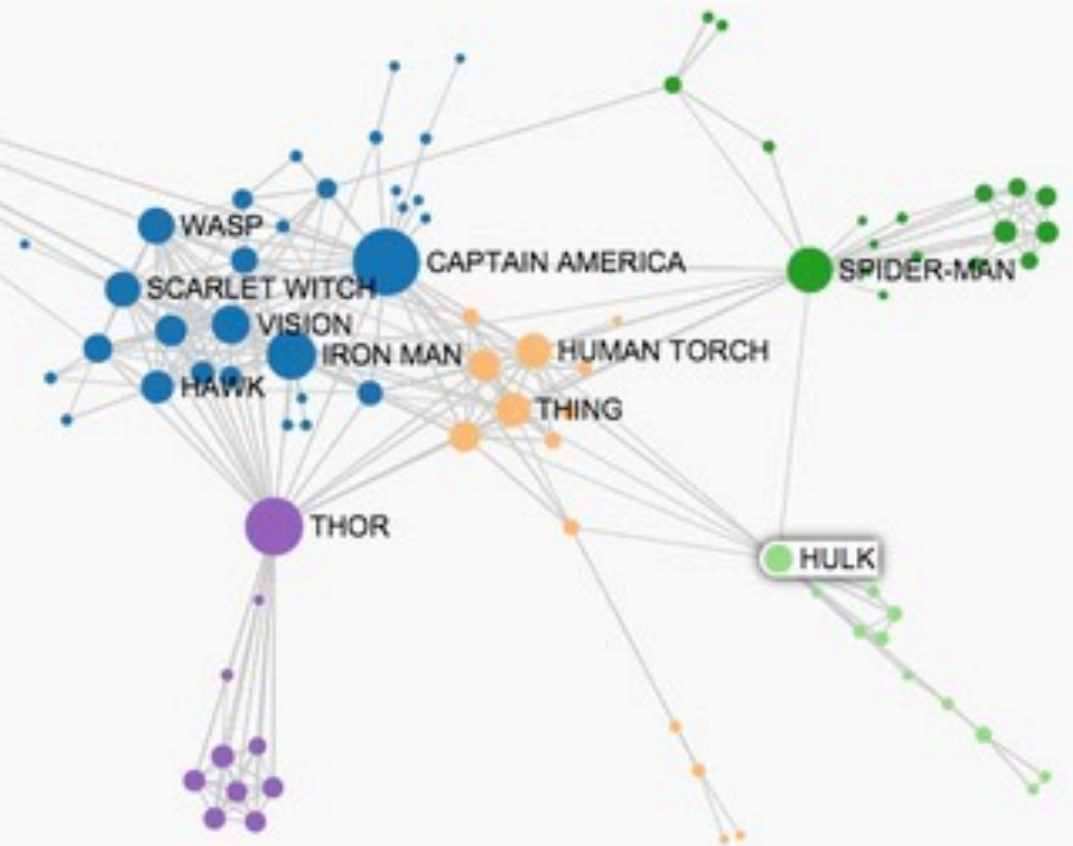 WASP
CAPTAIN AMERICA
SPIDER-MAN
SCARLET WITCH
VISION
IRON MAN
HUMAN TORCH
HAWK
THING
THOR
HULK